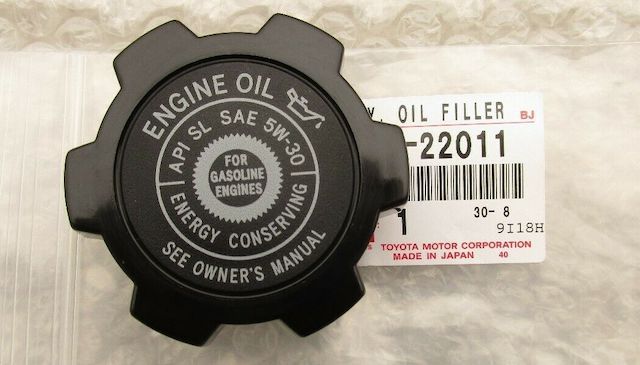 ENGINE OIL
API SL SAE 5W-30
FOR
GASOLINE
ENGINES
ENERGY CONSERVING
SEE OWNER'S MANUAL
OIL FILLER BJ
-22011
1 30-8
9I18H
TOYOTA MOTOR CORPORATION
MADE IN JAPAN 40